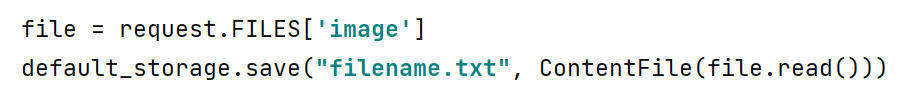 file = request.FILES['image']
default_storage.save("filename.txt", ContentFile(file.read()))